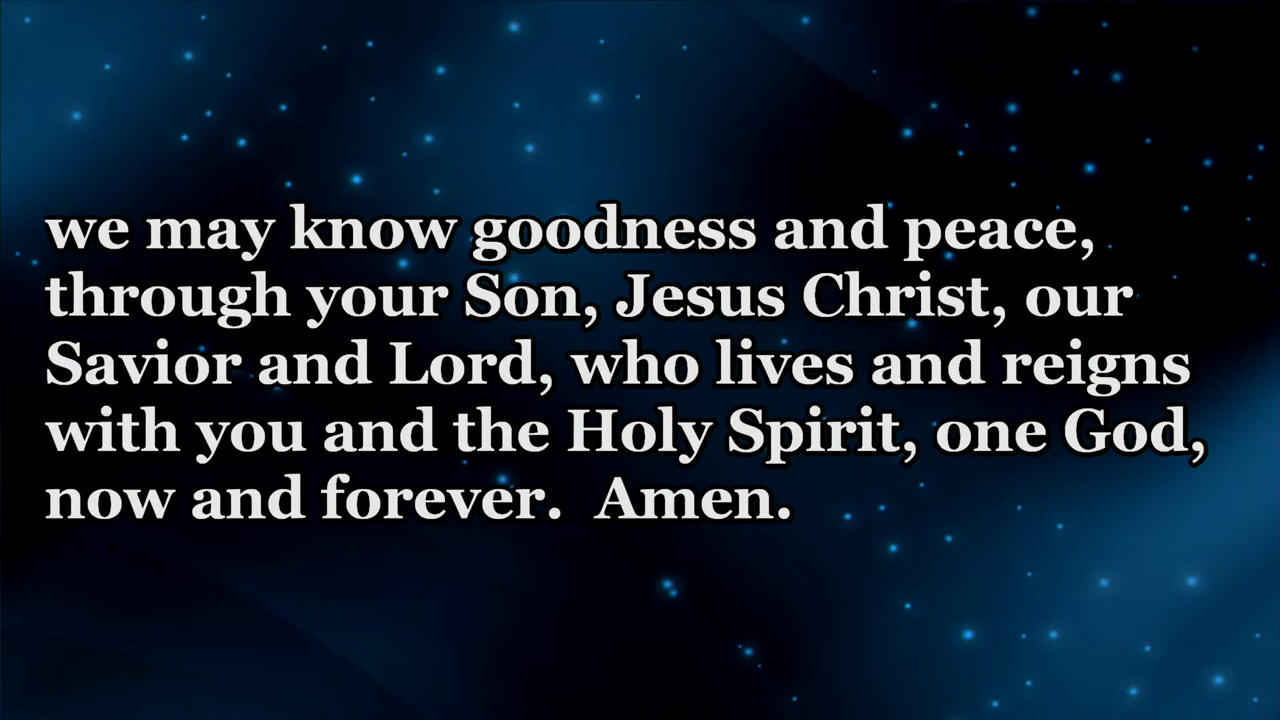 we may know goodness and peace,
through your Son, Jesus Christ, our
Savior and Lord, who lives and reigns
with you and the Holy Spirit, one God,
now and forever.  Amen.